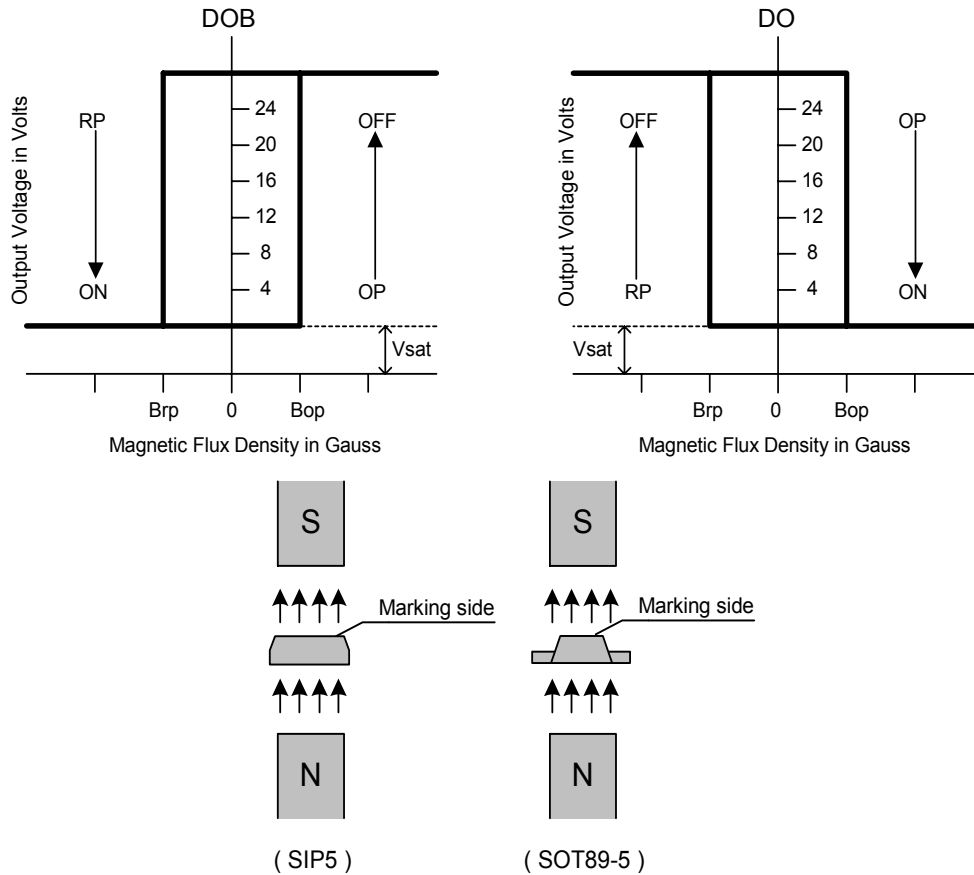 DOB
Output Voltage in Volts
24
20
16
12
8
4
RP
ON
OFF
OP
Vsat
Brp 0 Bop
Magnetic Flux Density in Gauss
DO
Output Voltage in Volts
24
20
16
12
8
4
OFF
RP
OP
ON
Vsat
Brp 0 Bop
Magnetic Flux Density in Gauss
S
Marking side
N
( SIP5 )
S
Marking side
N
( SOT89-5 )